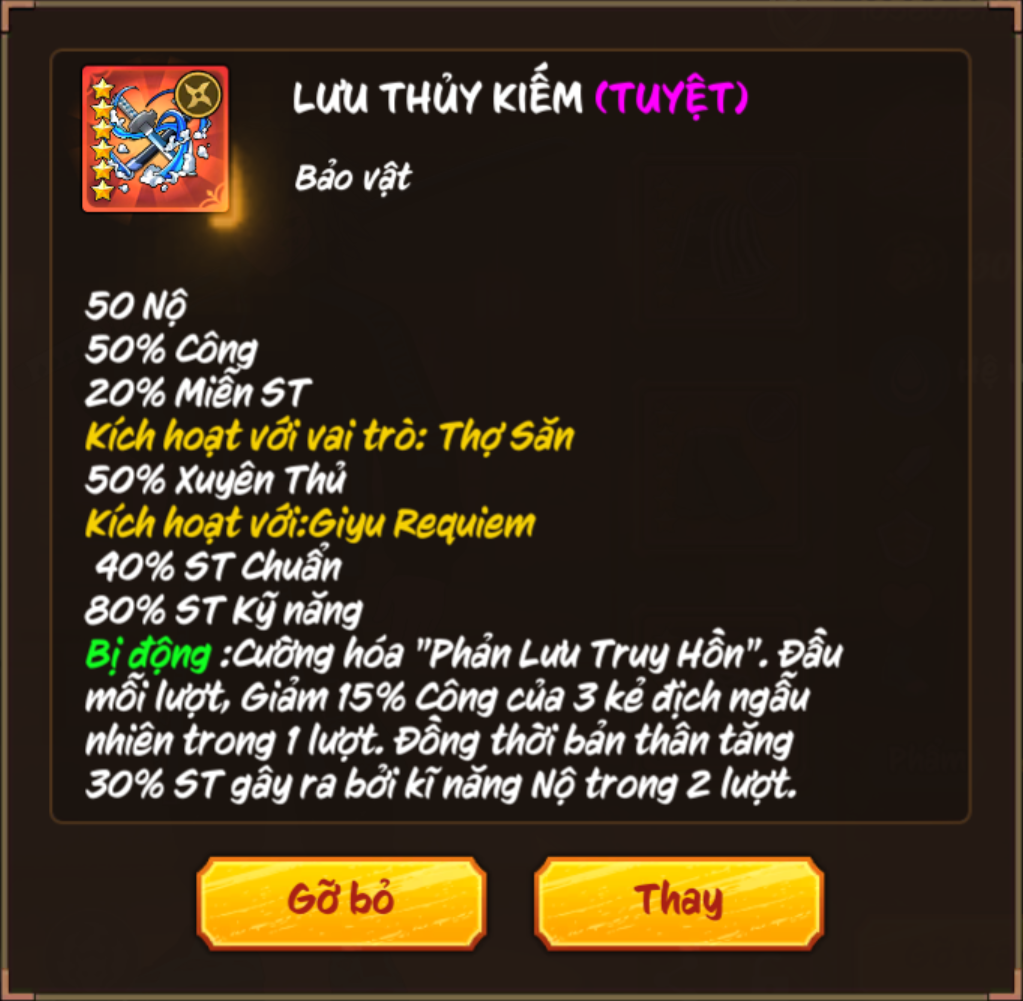 LƯU THỦY KIẾM (TUYỆT)
Bảo vật
50 Nộ
50% Công
20% Miễn ST
Kích hoạt với vai trò: Thợ Săn
50% Xuyên Thủ
Kích hoạt với:Giyu Requiem
40% ST Chuẩn
80% ST Kỹ năng
Bị động :Cường hóa "Phản Lưu Truy Hồn". Đầu
mỗi lượt, Giảm 15% Công của 3 kẻ địch ngẫu
nhiên trong 1 lượt. Đồng thời bản thân tăng
30% ST gây ra bởi kĩ năng Nộ trong 2 lượt.
Gỡ bỏ
Thay